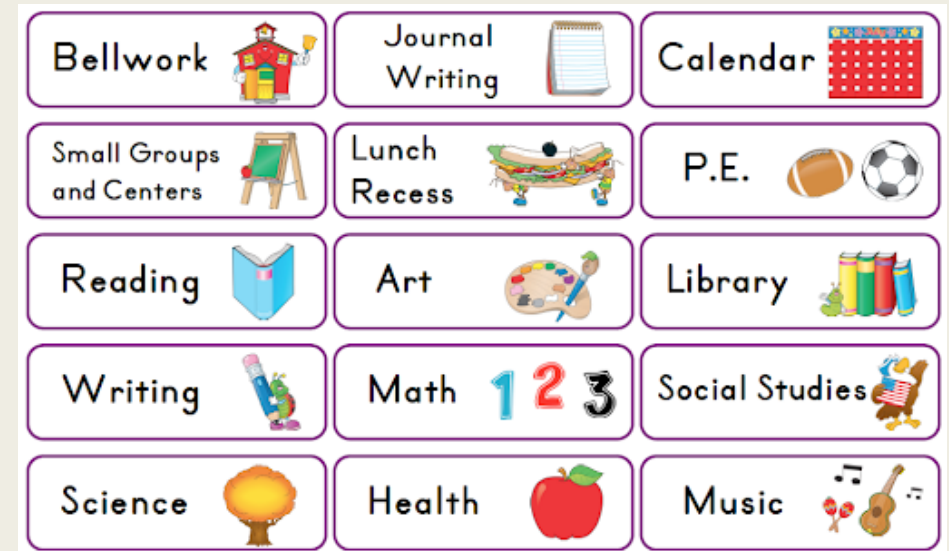 Bellwork
Journal
Writing
Calendar
Small Groups
and Centers
Lunch
Recess
P.E.
Reading
Art
Library
Writing
Math 1 2 3
Social Studies
Science
Health
Music